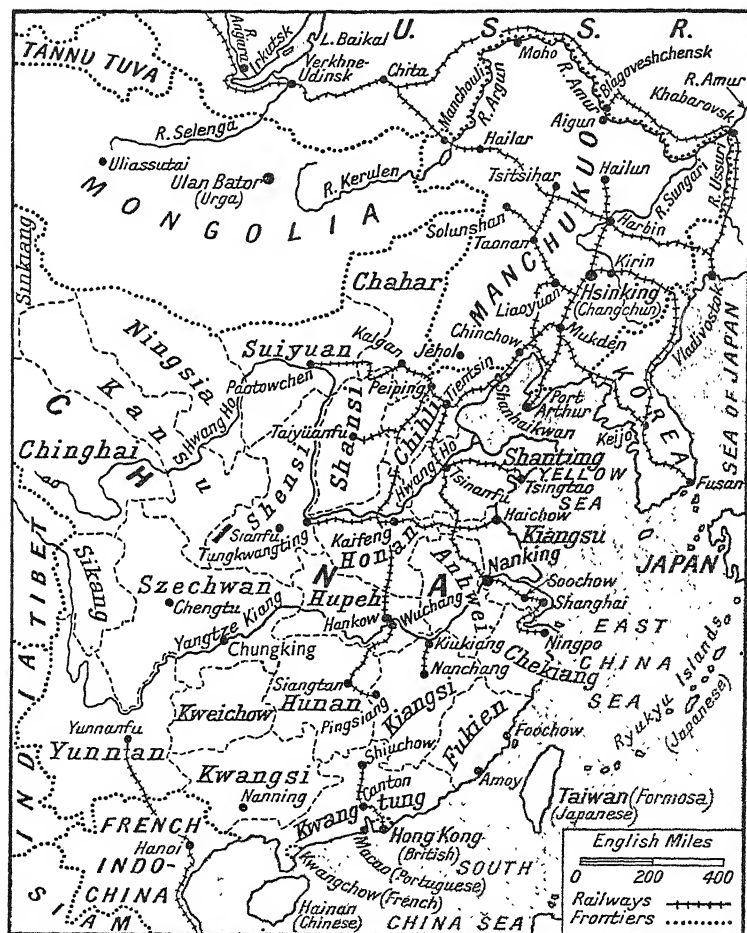 U. S. S. R.
TANNU TUVA
R. Angara
Irkutsk
L. Baikal
Verkhne-Udinsk
Chita
Moho
Blagoveshchensk
R. Amur
Khabarovsk
R. Amur
Manchouli
R. Argun
Aigun
R. Selenga
Hailar
Uliassutai
Ulan Bator
(Urga)
R. Kerulen
Tsitsihar
Hailun
R. Sungari
R. Ussuri
MONGOLIA
MANCHUKUO
Solunshan
Taonan
Harbin
Sinkiang
Chahar
Kirin
Liaoyuan
Hsinking
(Changchun)
Vladivostok
Ningsia
Suiyuan
Kalgan
Jehol
Chinchow
Mukden
Paotowchen
Peiping
Tientsin
Kansu
Shanhaikwan
Port Arthur
KOREA
SEA OF JAPAN
CHINA
Chinghai
Hwang Ho
Taiyuanfu
Shansi
Chihli
Keijo
Shensi
Hwang Ho
Shantung
Tsinanfu
Tsingtao
YELLOW SEA
Fusan
Sianfu
Tungkwangting
Kaifeng
Honan
Haichow
Kiangsu
JAPAN
TIBET
Sikang
Szechwan
Chengtu
Hupeh
Anhwei
Nanking
Soochow
Shanghai
Yangtze Kiang
Hankow
Wuchang
Chungking
Kiukiang
Ningpo
Chekiang
EAST CHINA SEA
Nanchang
Siangtan
Hunan
Pingsiang
Kiangsi
Kweichow
Ryukyu Islands
(Japanese)
INDIA
Yunnanfu
Yunnan
Shiuchow
Fukien
Foochow
Kwangsi
Nanning
Canton
Amoy
Kwangtung
Taiwan (Formosa)
(Japanese)
FRENCH
INDO-
CHINA
Hanoi
Hong Kong
(British)
Macao (Portuguese)
Kwangchow (French)
SOUTH
CHINA SEA
SIAM
Hainan
(Chinese)
English Miles
0 200 400
Railways
Frontiers